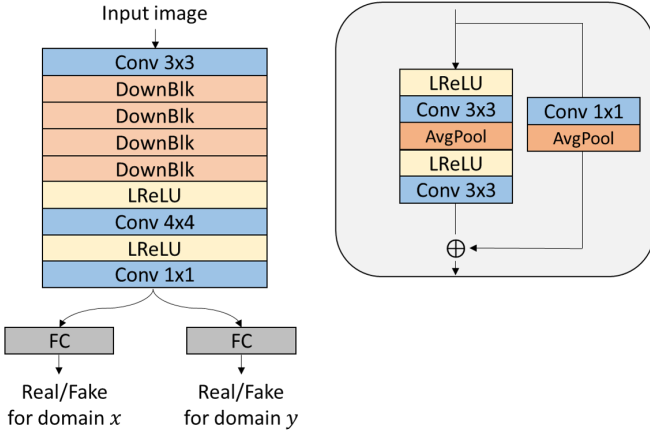 Input image
Conv 3x3
DownBlk
DownBlk
DownBlk
DownBlk
LReLU
Conv 4x4
LReLU
Conv 1x1
FC
Real/Fake
for domain x
FC
Real/Fake
for domain y
LReLU
Conv 3x3
AvgPool
LReLU
Conv 3x3
Conv 1x1
AvgPool